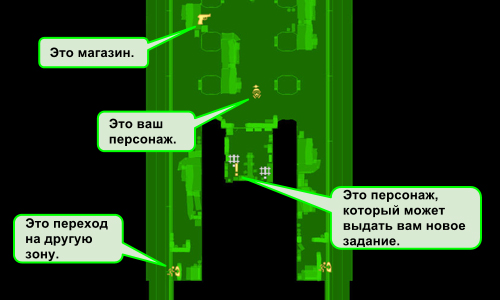 Это магазин.
Это ваш
персонаж.
Это персонаж,
который может
выдать вам новое
задание.
Это переход
на другую
зону.